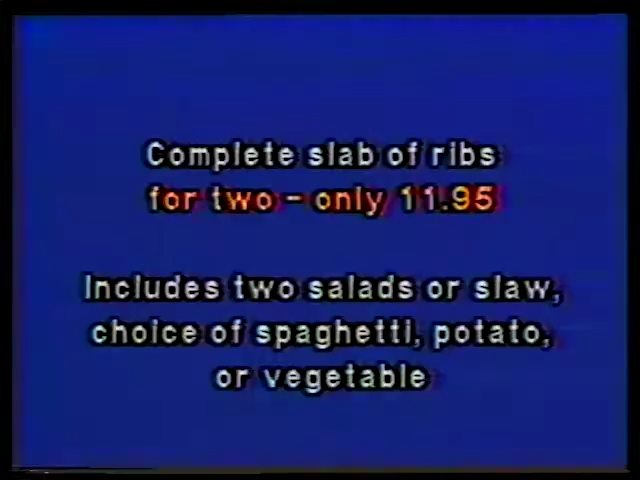 Complete slab of ribs
for two - only 11.95
Includes two salads or slaw,
choice of spaghetti, potato,
or vegetable